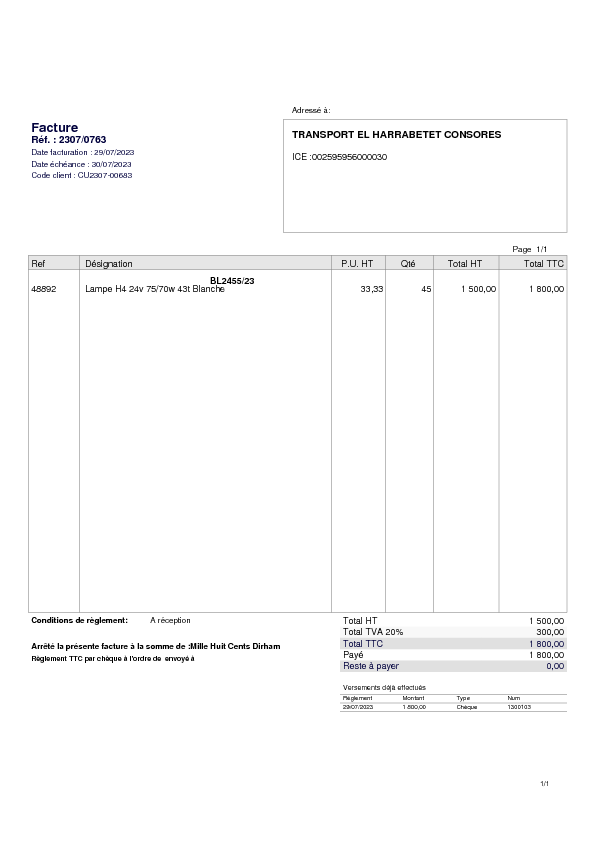 Adressé à:
Facture
Réf. : 2307/0763
Date facturation : 29/07/2023
Date échéance : 30/07/2023
Code client : CU2307-00683
TRANSPORT EL HARRABETET CONSORES
ICE :002595956000030
Page 1/1
Ref Désignation P.U. HT Qté Total HT Total TTC
BL2455/23
48892 Lampe H4 24v 75/70w 43t Blanche 33,33 45 1 500,00 1 800,00
Conditions de règlement: A réception
Total HT 1 500,00
Total TVA 20% 300,00
Total TTC 1 800,00
Payé 1 800,00
Reste à payer 0,00
Arrêté la présente facture à la somme de :Mille Huit Cents Dirham
Règlement TTC par chèque à l'ordre de envoyé à
Versements déjà effectués
Règlement Montant Type Num
29/07/2023 1 800,00 Chèque 1300103
1/1